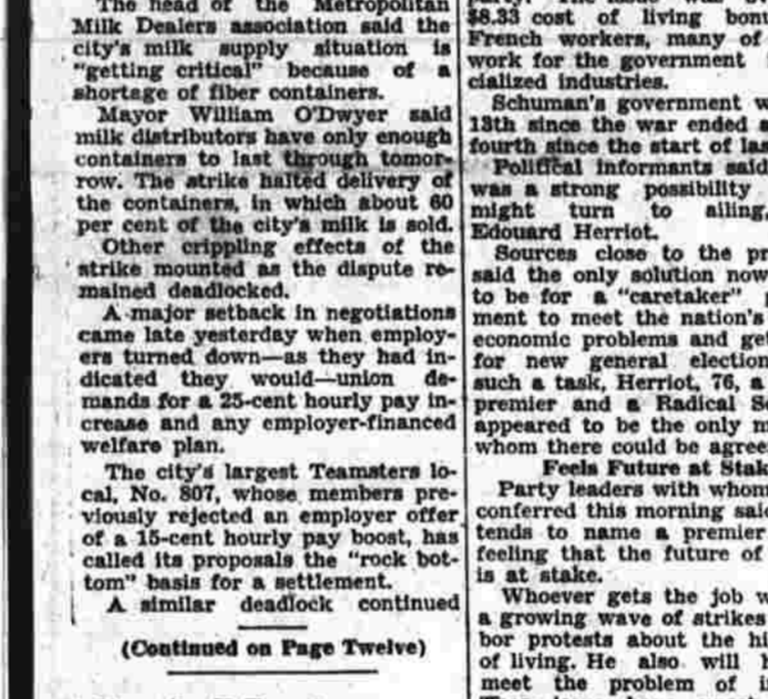 The head of the Metropolitan
Milk Dealers association said the
city's milk supply situation is
"getting critical" because of a
shortage of fiber containers.
Mayor William O'Dwyer said
milk distributors have only enough
containers to last through tomor-
row. The strike halted delivery of
the containers, in which about 60
per cent of the city's milk is sold.
Other crippling effects of the
strike mounted as the dispute re-
mained deadlocked.
A major setback in negotiations
came late yesterday when employ-
ers turned down—as they had in-
dicated they would—union de-
mands for a 25-cent hourly pay in-
crease and any employer-financed
welfare plan.
The city's largest Teamsters lo-
cal, No. 807, whose members pre-
viously rejected an employer offer
of a 15-cent hourly pay boost, has
called its proposals the "rock bot-
tom" basis for a settlement.
A similar deadlock continued
(Continued on Page Twelve)
$8.33 cost of living
French workers, many of
work for the government
cialized industries.
Schuman's government
13th since the war ended
fourth since the start of
Political informants said
was a strong possibility
might turn to ailing,
Edouard Herriot.
Sources close to the
said the only solution now
to be for a "caretaker"
ment to meet the nation's
economic problems and
for new general
such a task, Herriot, 76, a
premier and a Radical
appeared to be the only
whom there could be
Feels Future at
Party leaders with whom
conferred this morning
tends to name a premier
feeling that the future of
is at stake.
Whoever gets the job
a growing wave of strikes
bor protests about the
of living. He also will
meet the problem of